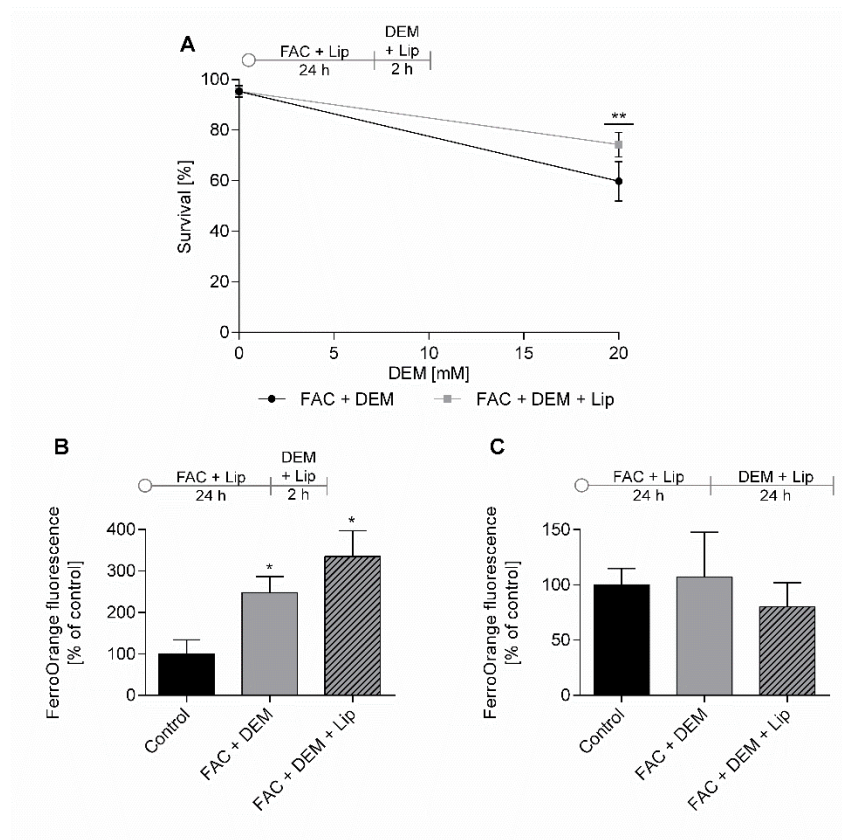 A
FAC + Lip
24 h
DEM
+ Lip
2 h
Survival [%]
100
80
60
40
20
0
**
0 5 10 15 20
DEM [mM]
FAC + DEM
FAC + DEM + Lip
B
FAC + Lip
24 h
DEM
+ Lip
2 h
FerroOrange fluorescence
[% of control]
400
300
200
100
0
*
*
Control
FAC + DEM
FAC + DEM + Lip
C
FAC + Lip
24 h
DEM + Lip
24 h
FerroOrange fluorescence
[% of control]
150
100
50
0
Control
FAC + DEM
FAC + DEM + Lip